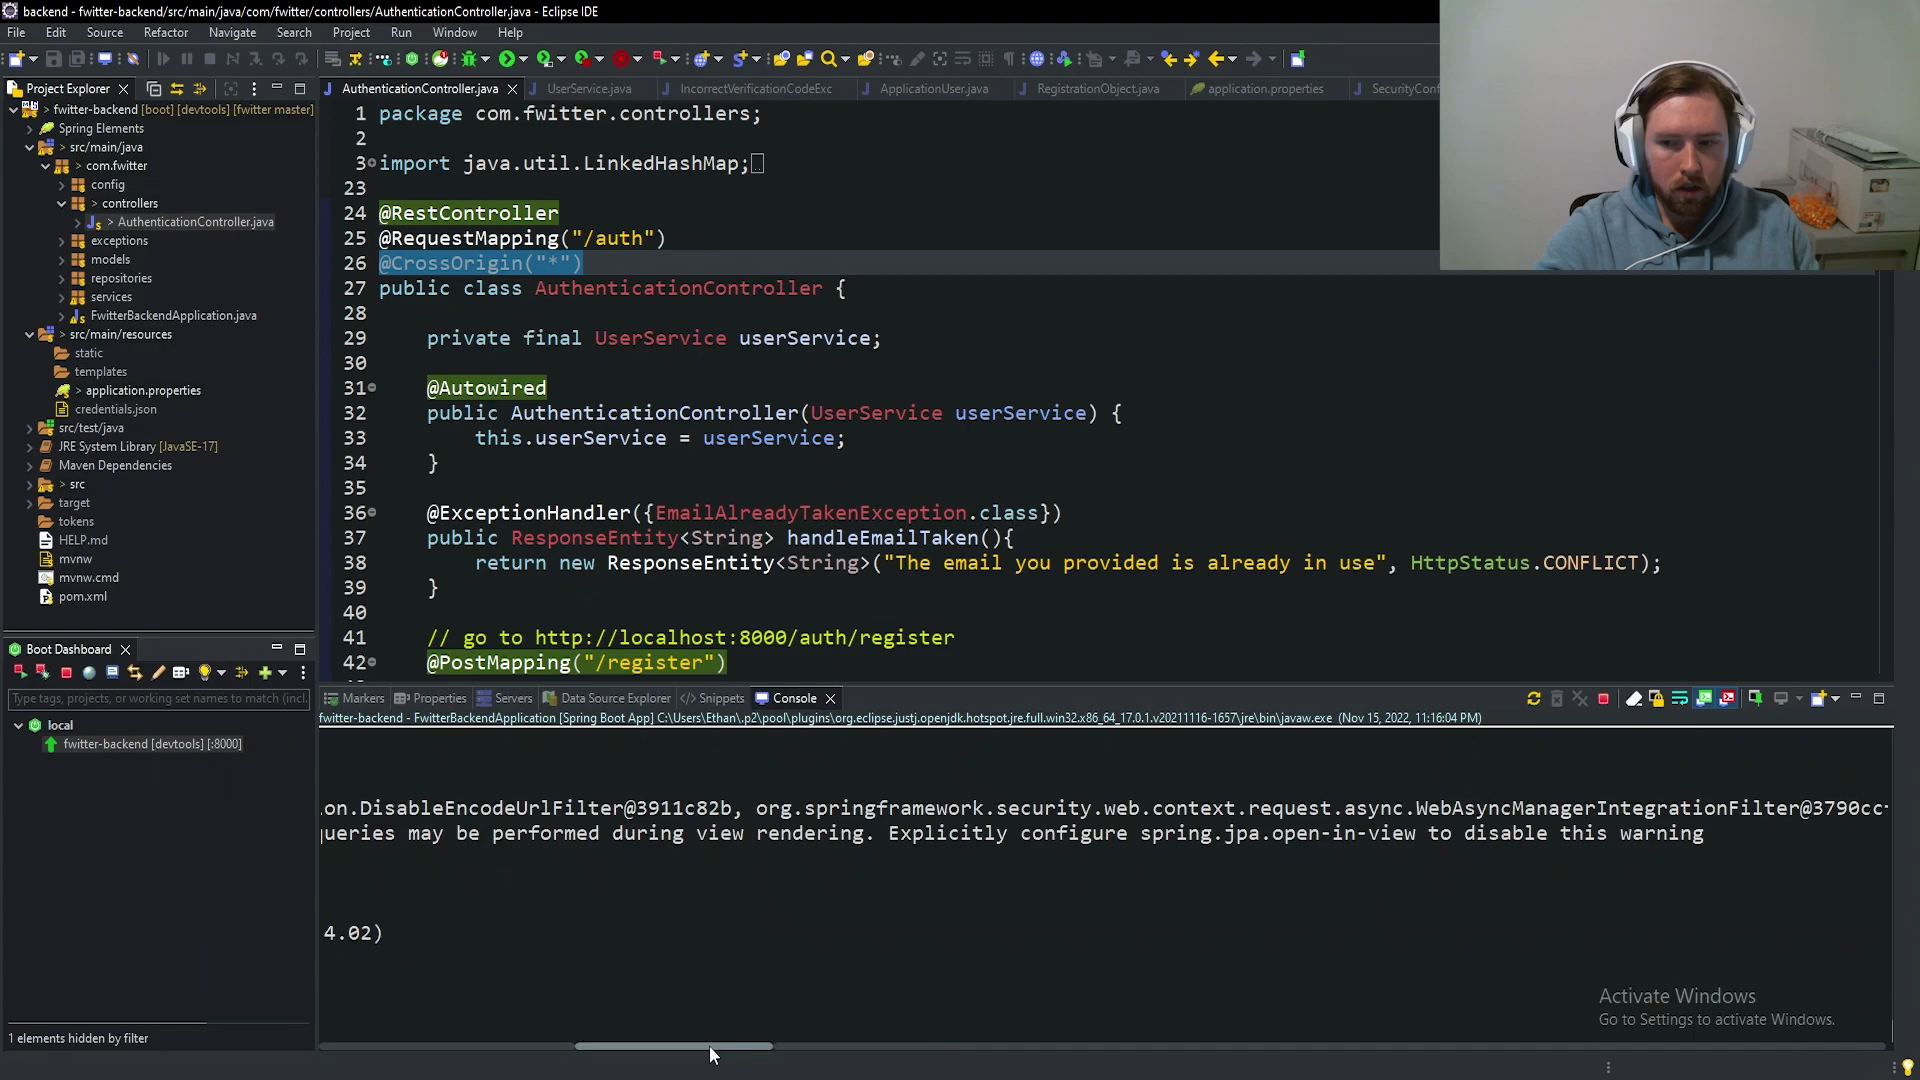 backend - fwitter-backend/src/main/java/com/fwitter/controllers/AuthenticationController.java - Eclipse IDE
File Edit Source Refactor Navigate Search Project Run Window Help
Project Explorer
AuthenticationController.java UserService.java IncorrectVerificationCodeExc ApplicationUser.java RegistrationObject.java application.properties SecurityConf
> fwitter-backend [boot] [devtools] [fwitter master]
Spring Elements
> src/main/java
> com.fwitter
config
> controllers
> AuthenticationController.java
exceptions
models
repositories
services
FwitterBackendApplication.java
> src/main/resources
static
templates
> application.properties
credentials.json
src/test/java
JRE System Library [JavaSE-17]
Maven Dependencies
> src
target
tokens
HELP.md
mvnw
mvnw.cmd
pom.xml
1 package com.fwitter.controllers;
2
3 import java.util.LinkedHashMap;
23
24 @RestController
25 @RequestMapping("/auth")
26 @CrossOrigin("*")
27 public class AuthenticationController {
28
29 private final UserService userService;
30
31 @Autowired
32 public AuthenticationController(UserService userService) {
33 this.userService = userService;
34 }
35
36 @ExceptionHandler({EmailAlreadyTakenException.class})
37 public ResponseEntity<String> handleEmailTaken(){
38 return new ResponseEntity<String>("The email you provided is already in use", HttpStatus.CONFLICT);
39 }
40
41 // go to http://localhost:8000/auth/register
42 @PostMapping("/register")
Boot Dashboard
Type tags, projects, or working set names to match (incl.
local
fwitter-backend [devtools] [:8000]
1 elements hidden by filter
Markers Properties Servers Data Source Explorer Snippets Console
fwitter-backend - FwitterBackendApplication [Spring Boot App] C:\Users\Ethan\.p2\pool\plugins\org.eclipse.justj.openjdk.hotspot.jre.full.win32.x86_64_17.0.1.v20211116-1657\jre\bin\javaw.exe (Nov 15, 2022, 11:16:04 PM)
on.DisableEncodeUrlFilter@3911c82b, org.springframework.security.web.context.request.async.WebAsyncManagerIntegrationFilter@3790cc
queries may be performed during view rendering. Explicitly configure spring.jpa.open-in-view to disable this warning
4.02)
Activate Windows
Go to Settings to activate Windows.